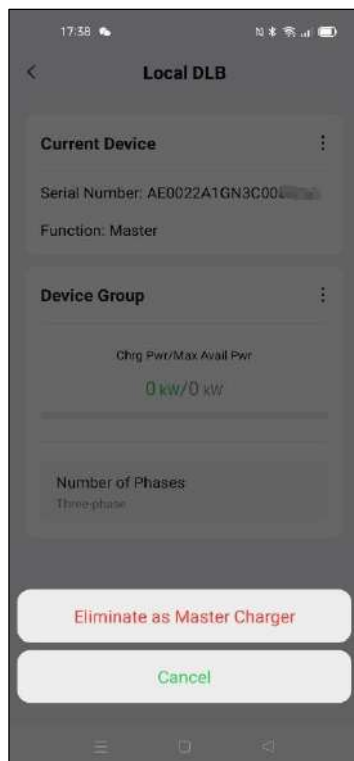 17:38
Local DLB
Current Device
Serial Number: AE0022A1GN3C00
Function: Master
Device Group
Chrg Pwr/Max Avail Pwr
0 kW/0 kW
Number of Phases
Three-phase
Eliminate as Master Charger
Cancel